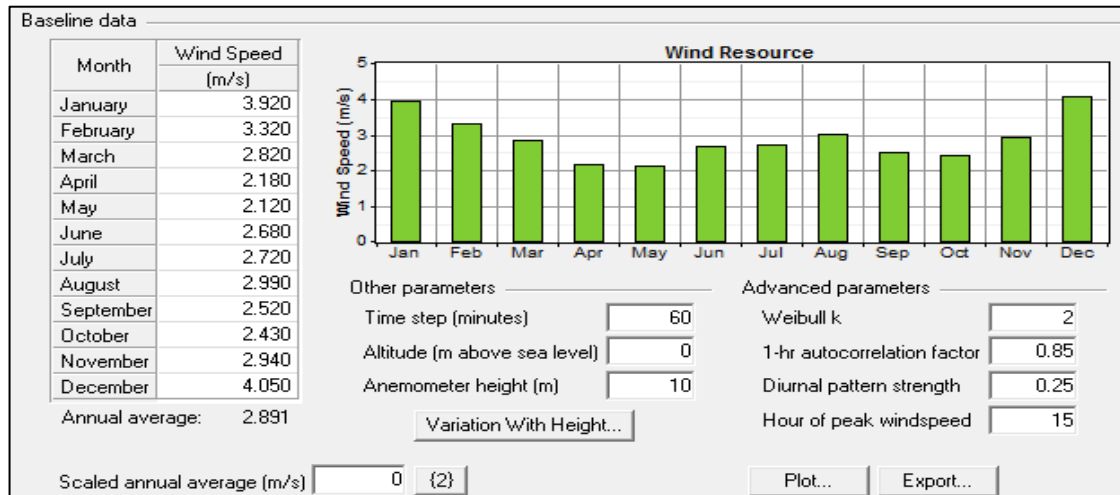 Baseline data
Month Wind Speed
(m/s)
January 3.920
February 3.320
March 2.820
April 2.180
May 2.120
June 2.680
July 2.720
August 2.990
September 2.520
October 2.430
November 2.940
December 4.050
Annual average: 2.891
Wind Resource
Wind Speed (m/s)
5
4
3
2
1
0
Jan Feb Mar Apr May Jun Jul Aug Sep Oct Nov Dec
Other parameters
Time step (minutes) 60
Altitude (m above sea level) 0
Anemometer height (m) 10
Variation With Height...
Advanced parameters
Weibull k 2
1-hr autocorrelation factor 0.85
Diurnal pattern strength 0.25
Hour of peak windspeed 15
Scaled annual average (m/s) 0 {2}
Plot... Export...